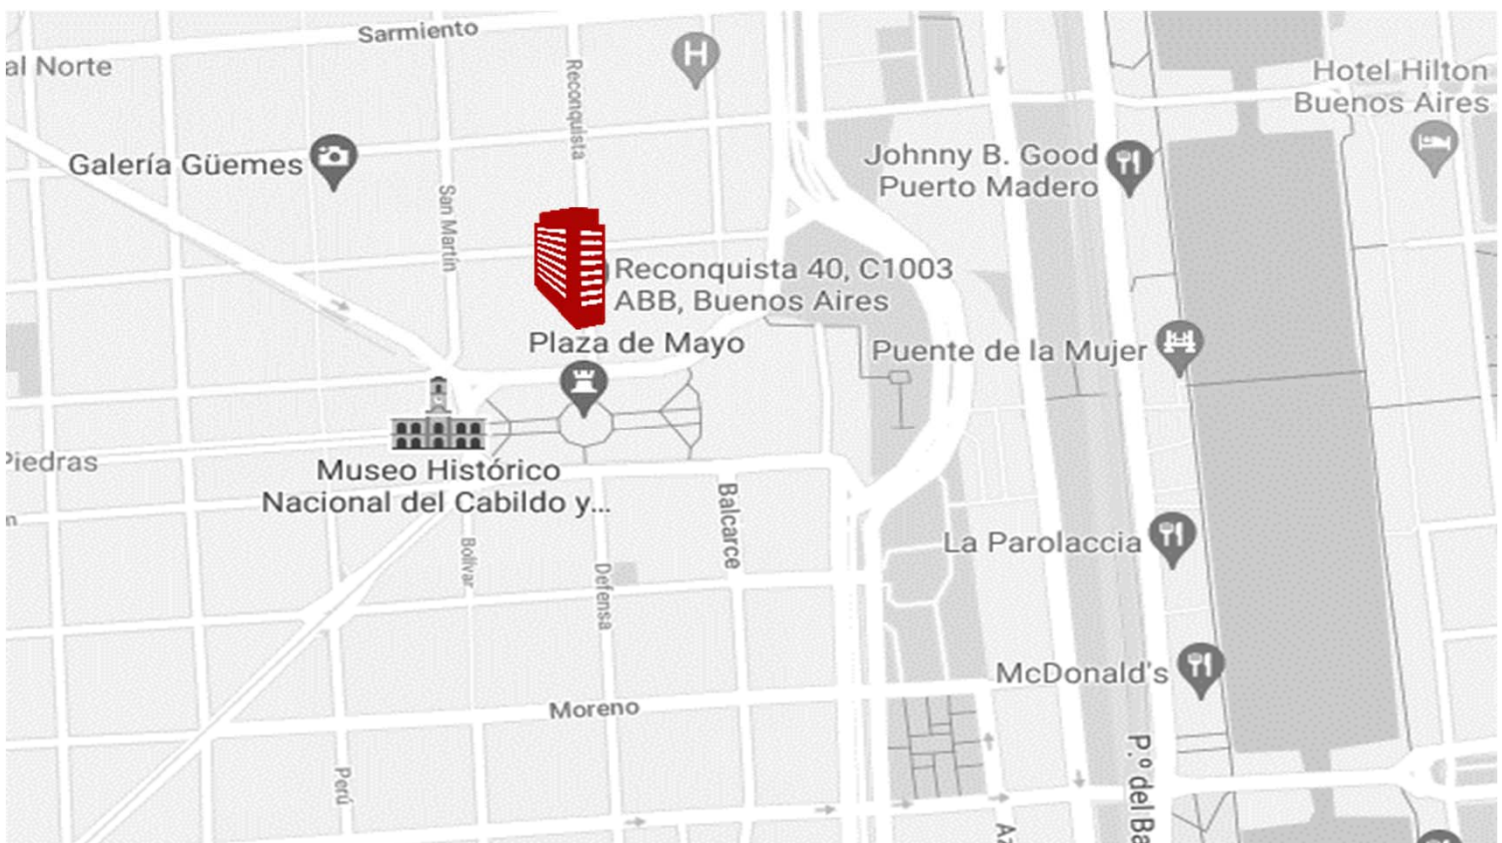 Sarmiento
al Norte
Reconquista
H
Hotel Hilton
Buenos Aires
Galería Güemes
Johnny B. Good
Puerto Madero
San Martín
Reconquista 40, C1003
ABB, Buenos Aires
Plaza de Mayo
Puente de la Mujer
Piedras
Museo Histórico
Nacional del Cabildo y...
Balcarce
Bolívar
Defensa
La Parolaccia
McDonald's
Moreno
Perú
P.º del Ba
Az